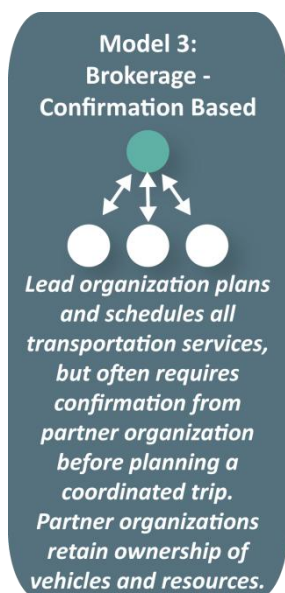 Model 3:
Brokerage -
Confirmation Based
Lead organization plans
and schedules all
transportation services,
but often requires
confirmation from
partner organization
before planning a
coordinated trip.
Partner organizations
retain ownership of
vehicles and resources.